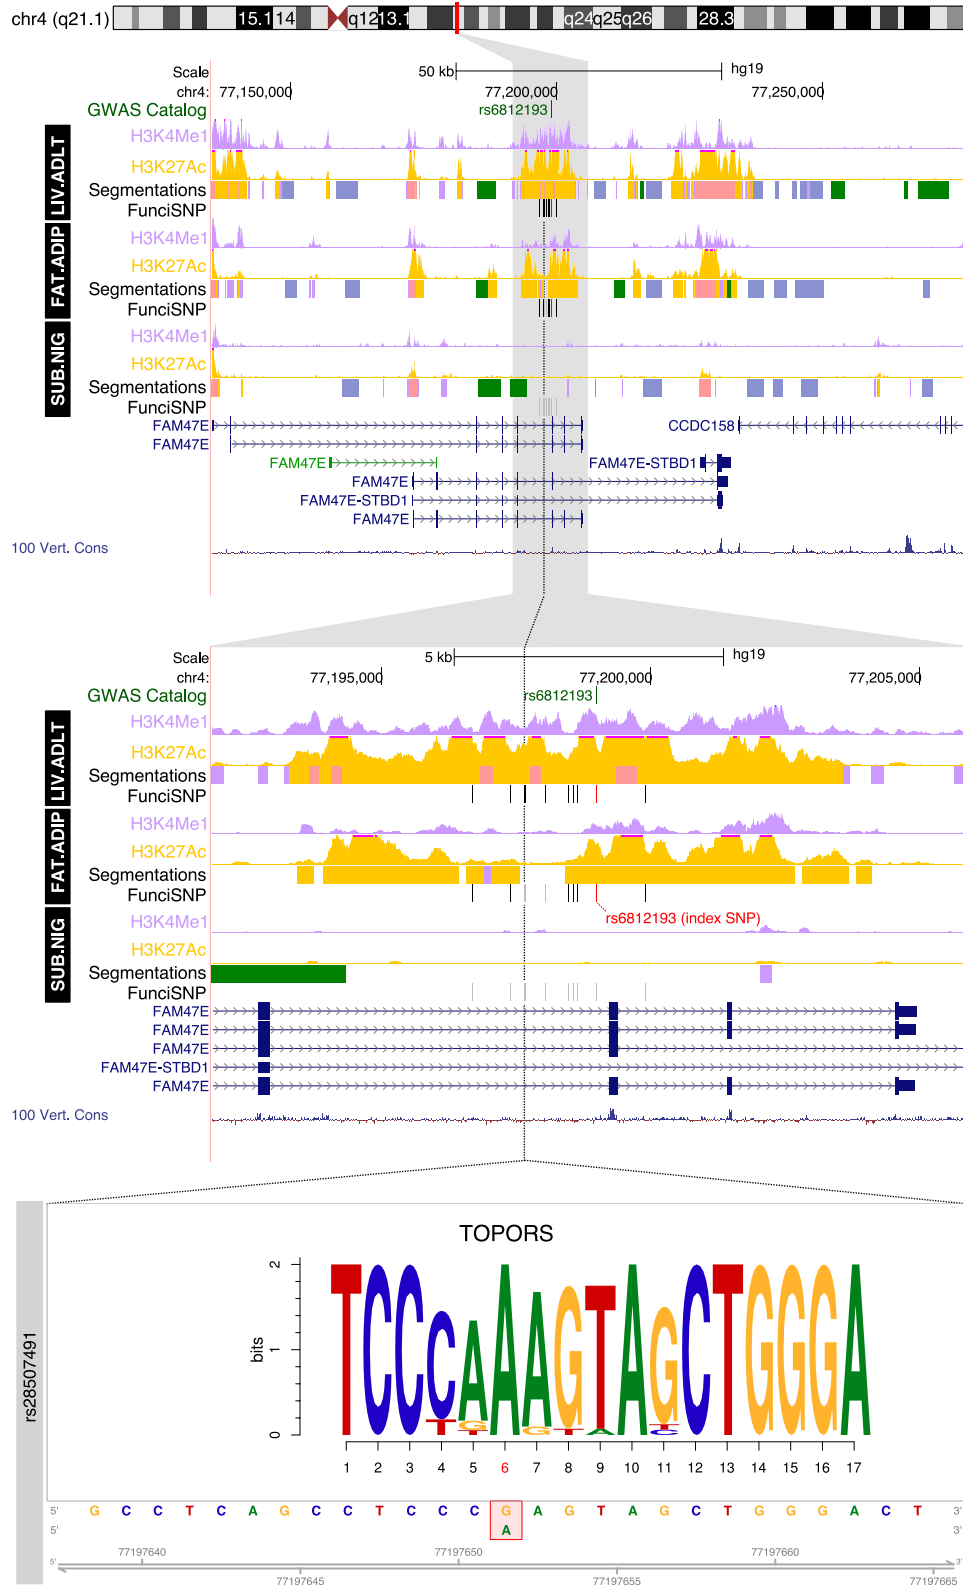 chr4 (q21.1) 15.1 14 q12 13.1 q24 q25 q26 28.3
Scale 50 kb hg19
chr4: 77,150,000 77,200,000 77,250,000
GWAS Catalog rs6812193
LIV.ADLT
H3K4Me1
H3K27Ac
Segmentations
FunciSNP
FAT.ADIP
H3K4Me1
H3K27Ac
Segmentations
FunciSNP
SUB.NIG
H3K4Me1
H3K27Ac
Segmentations
FunciSNP
FAM47E CCDC158
FAM47E
FAM47E FAM47E-STBD1
FAM47E
FAM47E-STBD1
FAM47E
100 Vert. Cons
Scale 5 kb hg19
chr4: 77,195,000 77,200,000 77,205,000
GWAS Catalog rs6812193
LIV.ADLT
H3K4Me1
H3K27Ac
Segmentations
FunciSNP
FAT.ADIP
H3K4Me1
H3K27Ac
Segmentations
FunciSNP
rs6812193 (index SNP)
SUB.NIG
H3K4Me1
H3K27Ac
Segmentations
FunciSNP
FAM47E
FAM47E
FAM47E
FAM47E-STBD1
FAM47E
100 Vert. Cons
rs28507491
TOPORS
bits
2
1
0
TCCCAAAGTAGCTGGGA
T G G T A T C
T
1 2 3 4 5 6 7 8 9 10 11 12 13 14 15 16 17
5' G C C T C A G C C T C C C G A G T A G C T G G G A C T 3'
5' A 3'
5' 77197640 77197650 77197660 3'
77197645 77197655 77197665